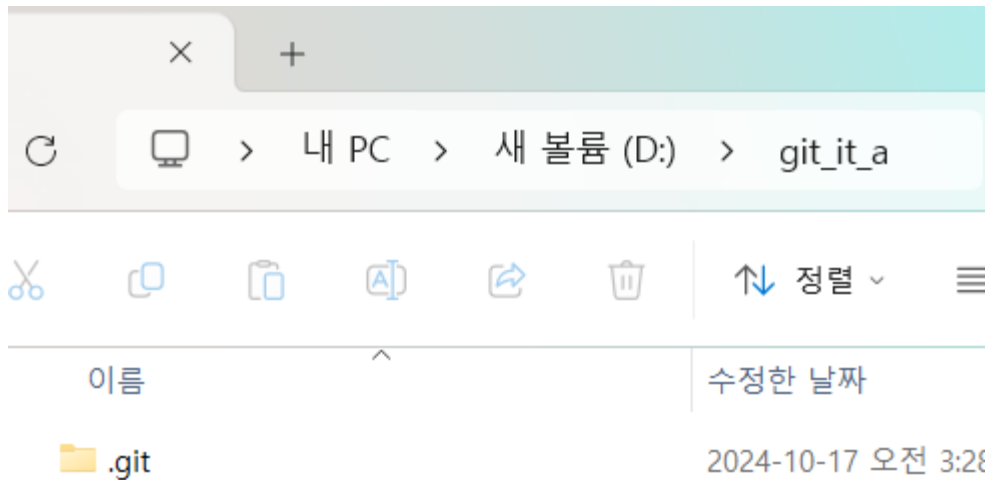 내 PC > 새 볼륨 (D:) > git_it_a
정렬
이름 수정한 날짜
.git 2024-10-17 오전 3:28